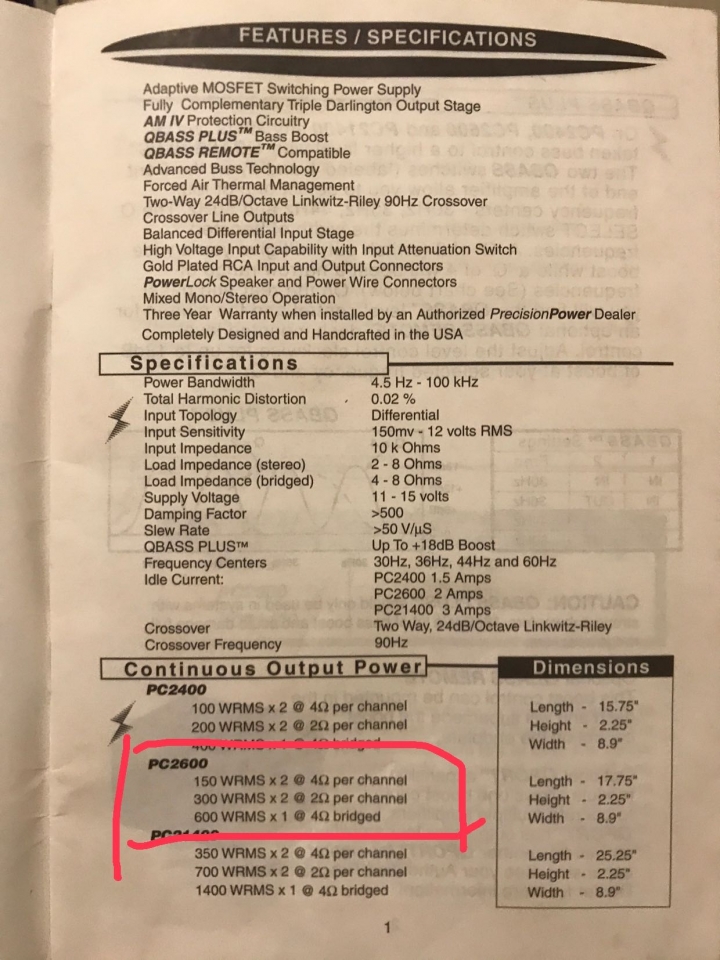 FEATURES / SPECIFICATIONS
Adaptive MOSFET Switching Power Supply
Fully Complementary Triple Darlington Output Stage
AM IV Protection Circuitry
QBASS PLUS™ Bass Boost
QBASS REMOTE™ Compatible
Advanced Buss Technology
Forced Air Thermal Management
Two-Way 24dB/Octave Linkwitz-Riley 90Hz Crossover
Crossover Line Outputs
Balanced Differential Input Stage
High Voltage Input Capability with Input Attenuation Switch
Gold Plated RCA Input and Output Connectors
PowerLock Speaker and Power Wire Connectors
Mixed Mono/Stereo Operation
Three Year Warranty when installed by an Authorized PrecisionPower Dealer
Completely Designed and Handcrafted in the USA
Specifications
Power Bandwidth 4.5 Hz - 100 kHz
Total Harmonic Distortion 0.02 %
Input Topology Differential
Input Sensitivity 150mv - 12 volts RMS
Input Impedance 10 k Ohms
Load Impedance (stereo) 2 - 8 Ohms
Load Impedance (bridged) 4 - 8 Ohms
Supply Voltage 11 - 15 volts
Damping Factor >500
Slew Rate >50 V/µS
QBASS PLUS™ Up To +18dB Boost
Frequency Centers 30Hz, 36Hz, 44Hz and 60Hz
Idle Current: PC2400 1.5 Amps
PC2600 2 Amps
PC21400 3 Amps
Crossover Two Way, 24dB/Octave Linkwitz-Riley
Crossover Frequency 90Hz
Continuous Output Power Dimensions
PC2400
100 WRMS x 2 @ 4Ω per channel Length - 15.75"
200 WRMS x 2 @ 2Ω per channel Height - 2.25"
400 WRMS x 1 @ 4Ω bridged Width - 8.9"
PC2600
150 WRMS x 2 @ 4Ω per channel Length - 17.75"
300 WRMS x 2 @ 2Ω per channel Height - 2.25"
600 WRMS x 1 @ 4Ω bridged Width - 8.9"
PC21400
350 WRMS x 2 @ 4Ω per channel Length - 25.25"
700 WRMS x 2 @ 2Ω per channel Height - 2.25"
1400 WRMS x 1 @ 4Ω bridged Width - 8.9"
1